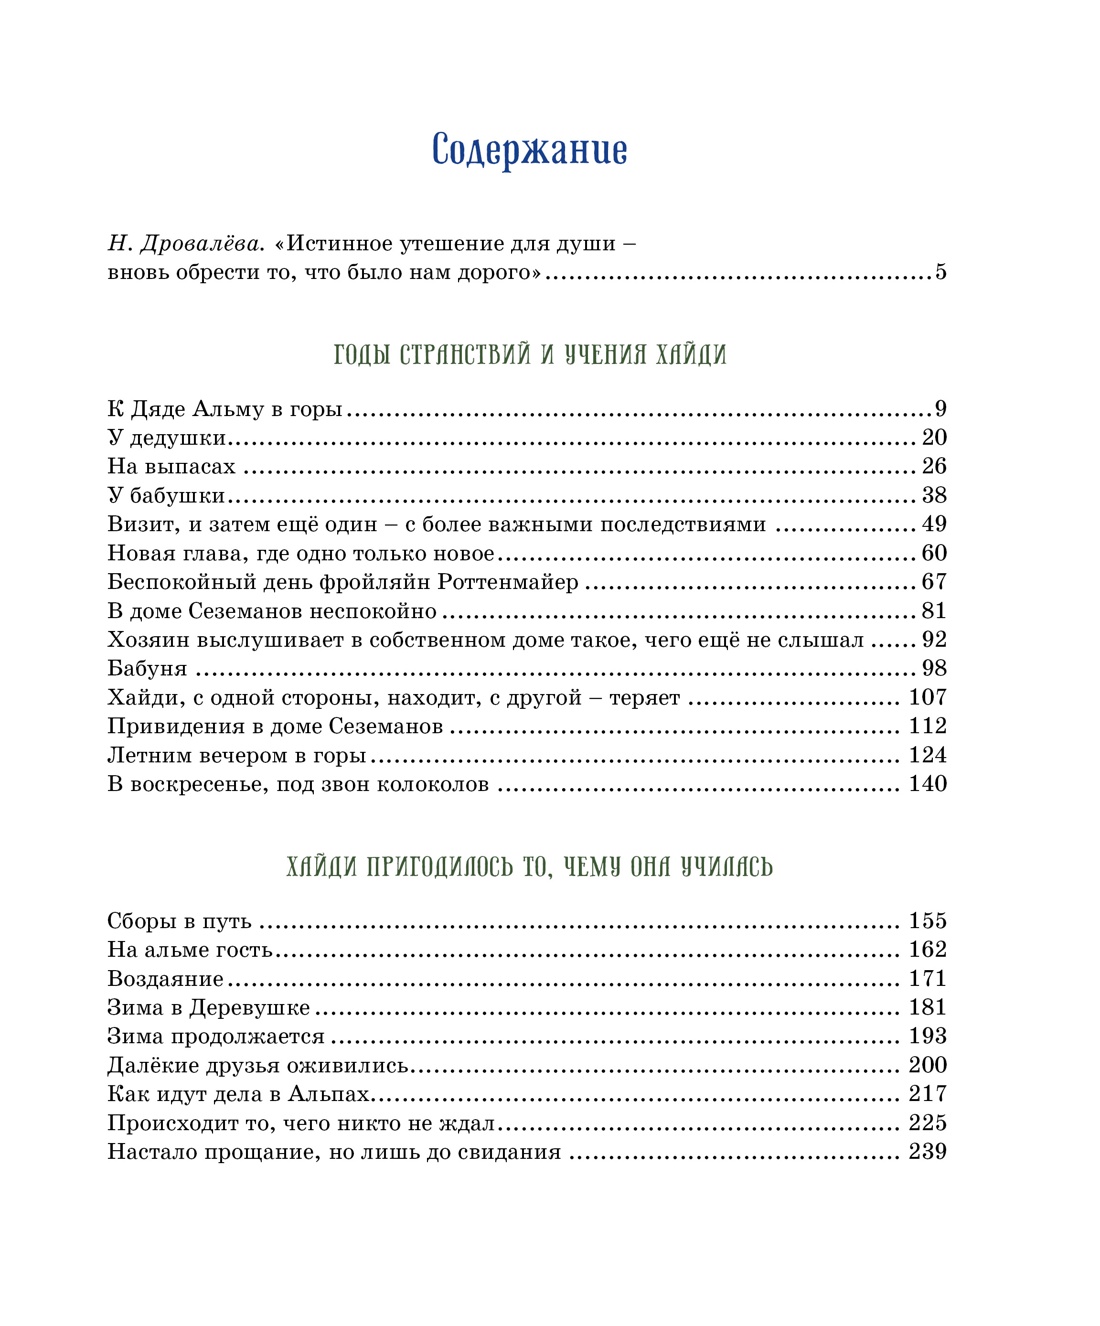 Содержание
Н. Дровалёва. «Истинное утешение для души –
вновь обрести то, что было нам дорого»................................................5
ГОДЫ СТРАНСТВИЙ И УЧЕНИЯ ХАЙДИ
К Дяде Альму в горы..........................................................................9
У дедушки...................................................................................... 20
На выпасах .................................................................................... 26
У бабушки...................................................................................... 38
Визит, и затем ещё один – с более важными последствиями .................. 49
Новая глава, где одно только новое..................................................... 60
Беспокойный день фройляйн Роттенмайер .......................................... 67
В доме Сеземанов неспокойно ............................................................ 81
Хозяин выслушивает в собственном доме такое, чего ещё не слышал ...... 92
Бабуня .......................................................................................... 98
Хайди, с одной стороны, находит, с другой – теряет ........................... 107
Привидения в доме Сеземанов ......................................................... 112
Летним вечером в горы................................................................... 124
В воскресенье, под звон колоколов ................................................... 140
ХАЙДИ ПРИГОДИЛОСЬ ТО, ЧЕМУ ОНА УЧИЛАСЬ
Сборы в путь ................................................................................. 155
На альме гость............................................................................... 162
Воздаяние..................................................................................... 171
Зима в Деревушке .......................................................................... 181
Зима продолжается ........................................................................ 193
Далёкие друзья оживились.............................................................. 200
Как идут дела в Альпах................................................................... 217
Происходит то, чего никто не ждал................................................... 225
Настало прощание, но лишь до свидания .......................................... 239